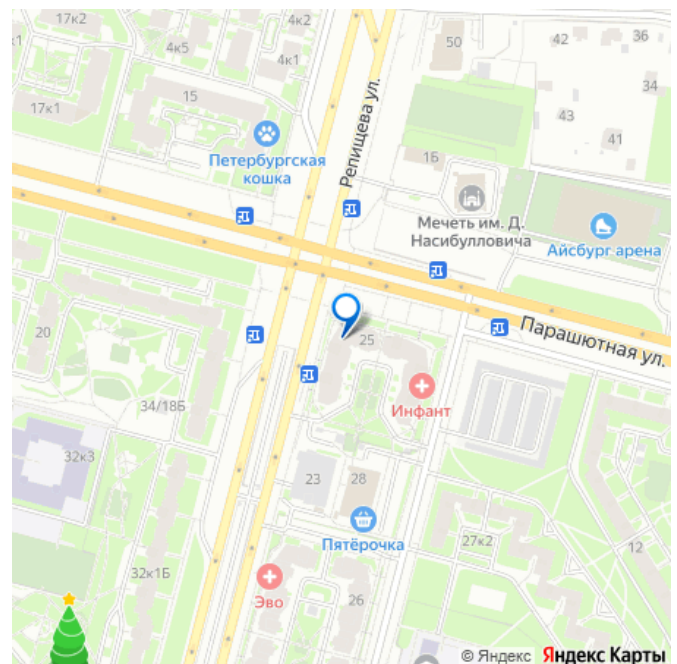 4к2
36
50
42
4к5
4к1
34
15
17к1
43
Репищева ул.
41
Петербургская
кошка
1Б
Мечеть им. Д.
Насибулловича
Айсбург арена
Парашютная ул.
20
25
Инфант
34/18Б
32к3
23
28
Пятёрочка
27к2
12
32к1Б
Эво
26
© Яндекс Яндекс Карты